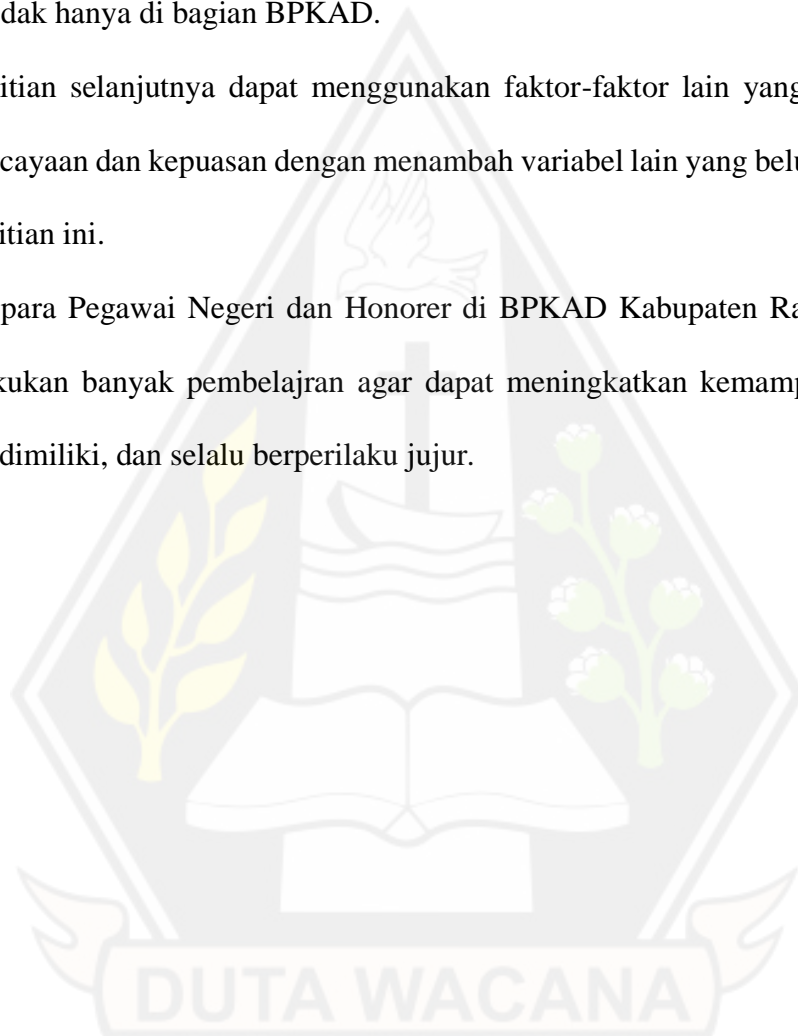 dak hanya di bagian BPKAD.
itian selanjutnya dapat menggunakan faktor-faktor lain yang
cayaan dan kepuasan dengan menambah variabel lain yang belu
itian ini.
para Pegawai Negeri dan Honorer di BPKAD Kabupaten Ra
kukan banyak pembelajran agar dapat meningkatkan kemamp
dimiliki, dan selalu berperilaku jujur.
DUTA WACANA